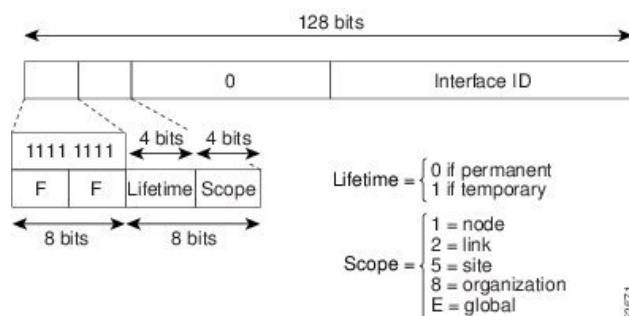 128 bits
0 Interface ID
4 bits 4 bits
1111 1111
F F Lifetime Scope
8 bits 8 bits
Lifetime = 0 if permanent
1 if temporary
Scope = 1 = node
2 = link
5 = site
8 = organization
E = global